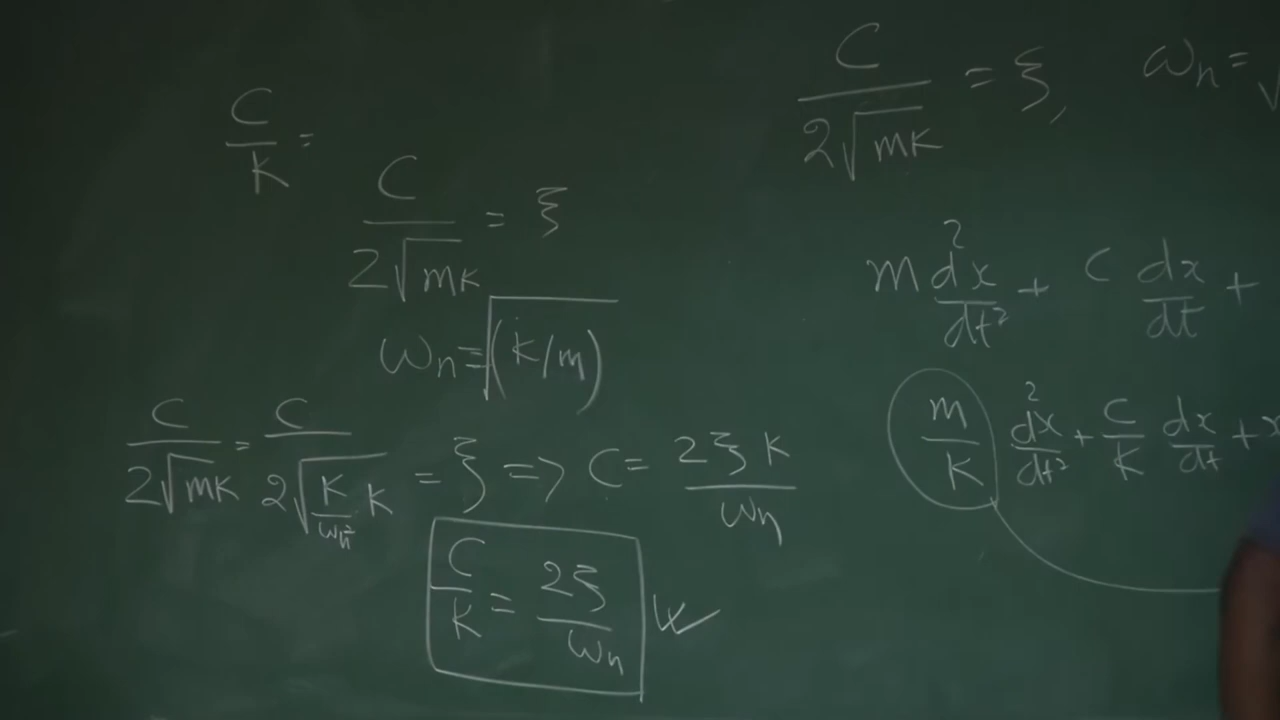 C/K =
C/(2√mK) = ξ
ωn = √(K/m)
C/(2√mK) = C/(2√((K/ωn²) K)) = ξ => C = 2ξK/ωn
C/K = 2ξ/ωn
C/(2√mK) = ξ, ωn = √
m d²x/dt² + C dx/dt +
m/K d²x/dt² + C/K dx/dt + x